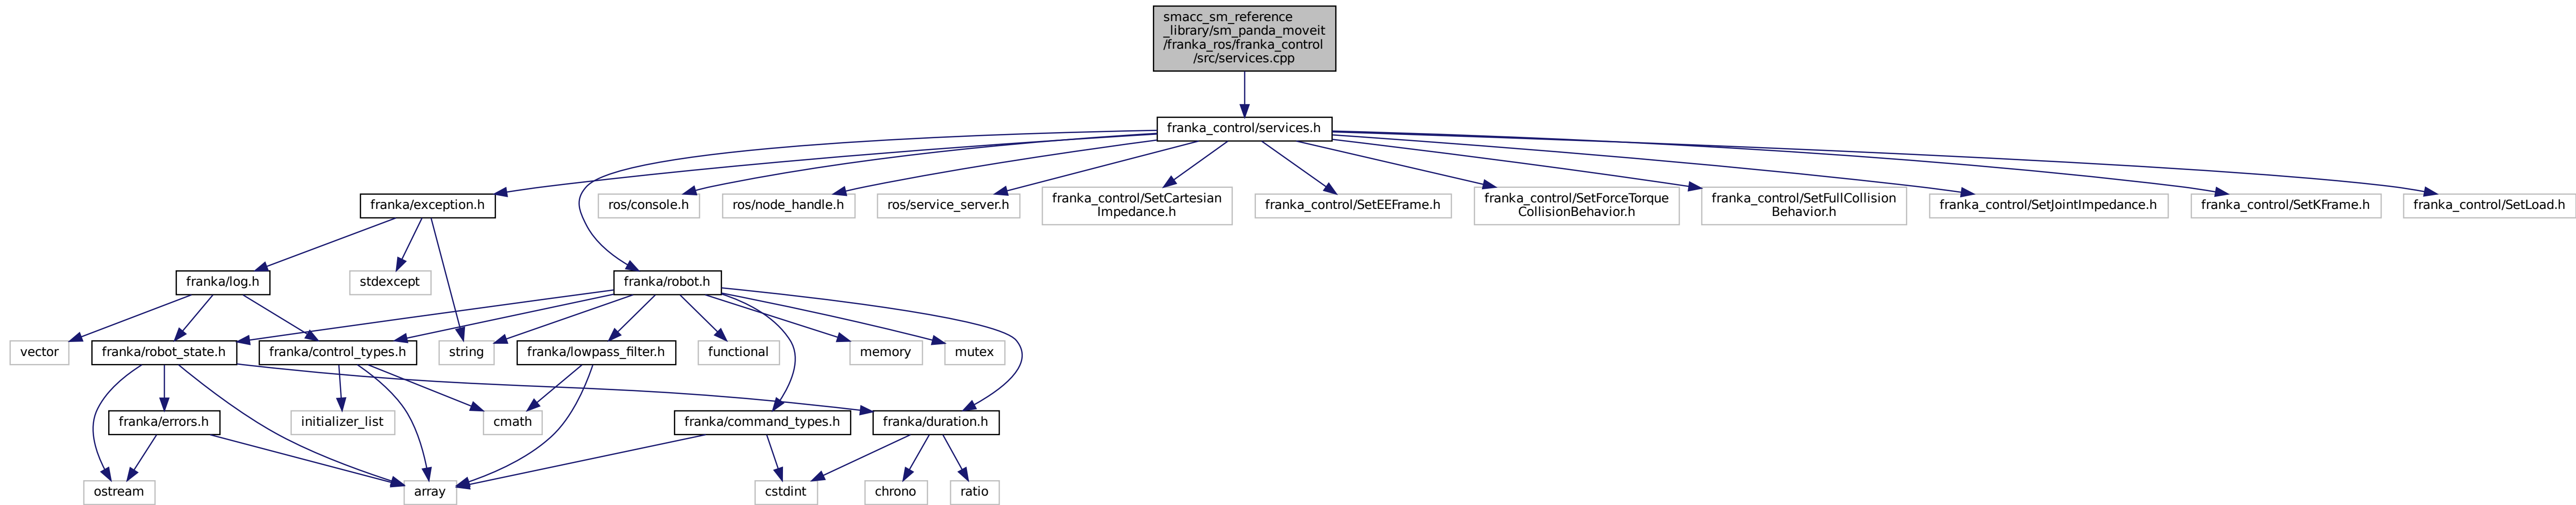 smacc_sm_reference
_library/sm_panda_moveit
/franka_ros/franka_control
/src/services.cpp
franka_control/services.h
franka/exception.h
ros/console.h
ros/node_handle.h
ros/service_server.h
franka_control/SetCartesian
Impedance.h
franka_control/SetEEFrame.h
franka_control/SetForceTorque
CollisionBehavior.h
franka_control/SetFullCollision
Behavior.h
franka_control/SetJointImpedance.h
franka_control/SetKFrame.h
franka_control/SetLoad.h
franka/log.h
stdexcept
franka/robot.h
vector
franka/robot_state.h
franka/control_types.h
string
franka/lowpass_filter.h
functional
memory
mutex
franka/errors.h
initializer_list
cmath
franka/command_types.h
franka/duration.h
ostream
array
cstdint
chrono
ratio